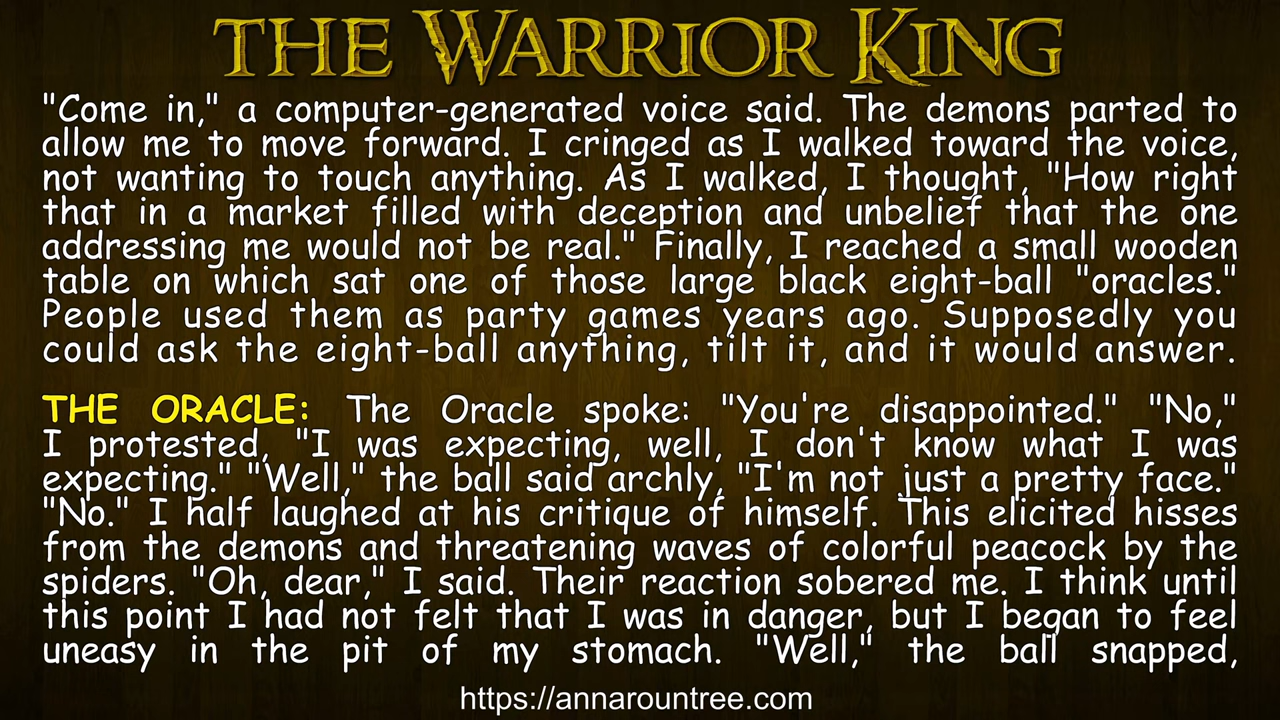 THE WARRIOR KING
"Come in," a computer-generated voice said. The demons parted to
allow me to move forward. I cringed as I walked toward the voice,
not wanting to touch anything. As I walked, I thought, "How right
that in a market filled with deception and unbelief that the one
addressing me would not be real." Finally, I reached a small wooden
table on which sat one of those large black eight-ball "oracles."
People used them as party games years ago. Supposedly you
could ask the eight-ball anything, tilt it, and it would answer.
THE ORACLE: The Oracle spoke: "You're disappointed." "No,"
I protested, "I was expecting, well, I don't know what I was
expecting." "Well," the ball said archly, "I'm not just a pretty face."
"No." I half laughed at his critique of himself. This elicited hisses
from the demons and threatening waves of colorful peacock by the
spiders. "Oh, dear," I said. Their reaction sobered me. I think until
this point I had not felt that I was in danger, but I began to feel
uneasy in the pit of my stomach. "Well," the ball snapped,
https://annarountree.com